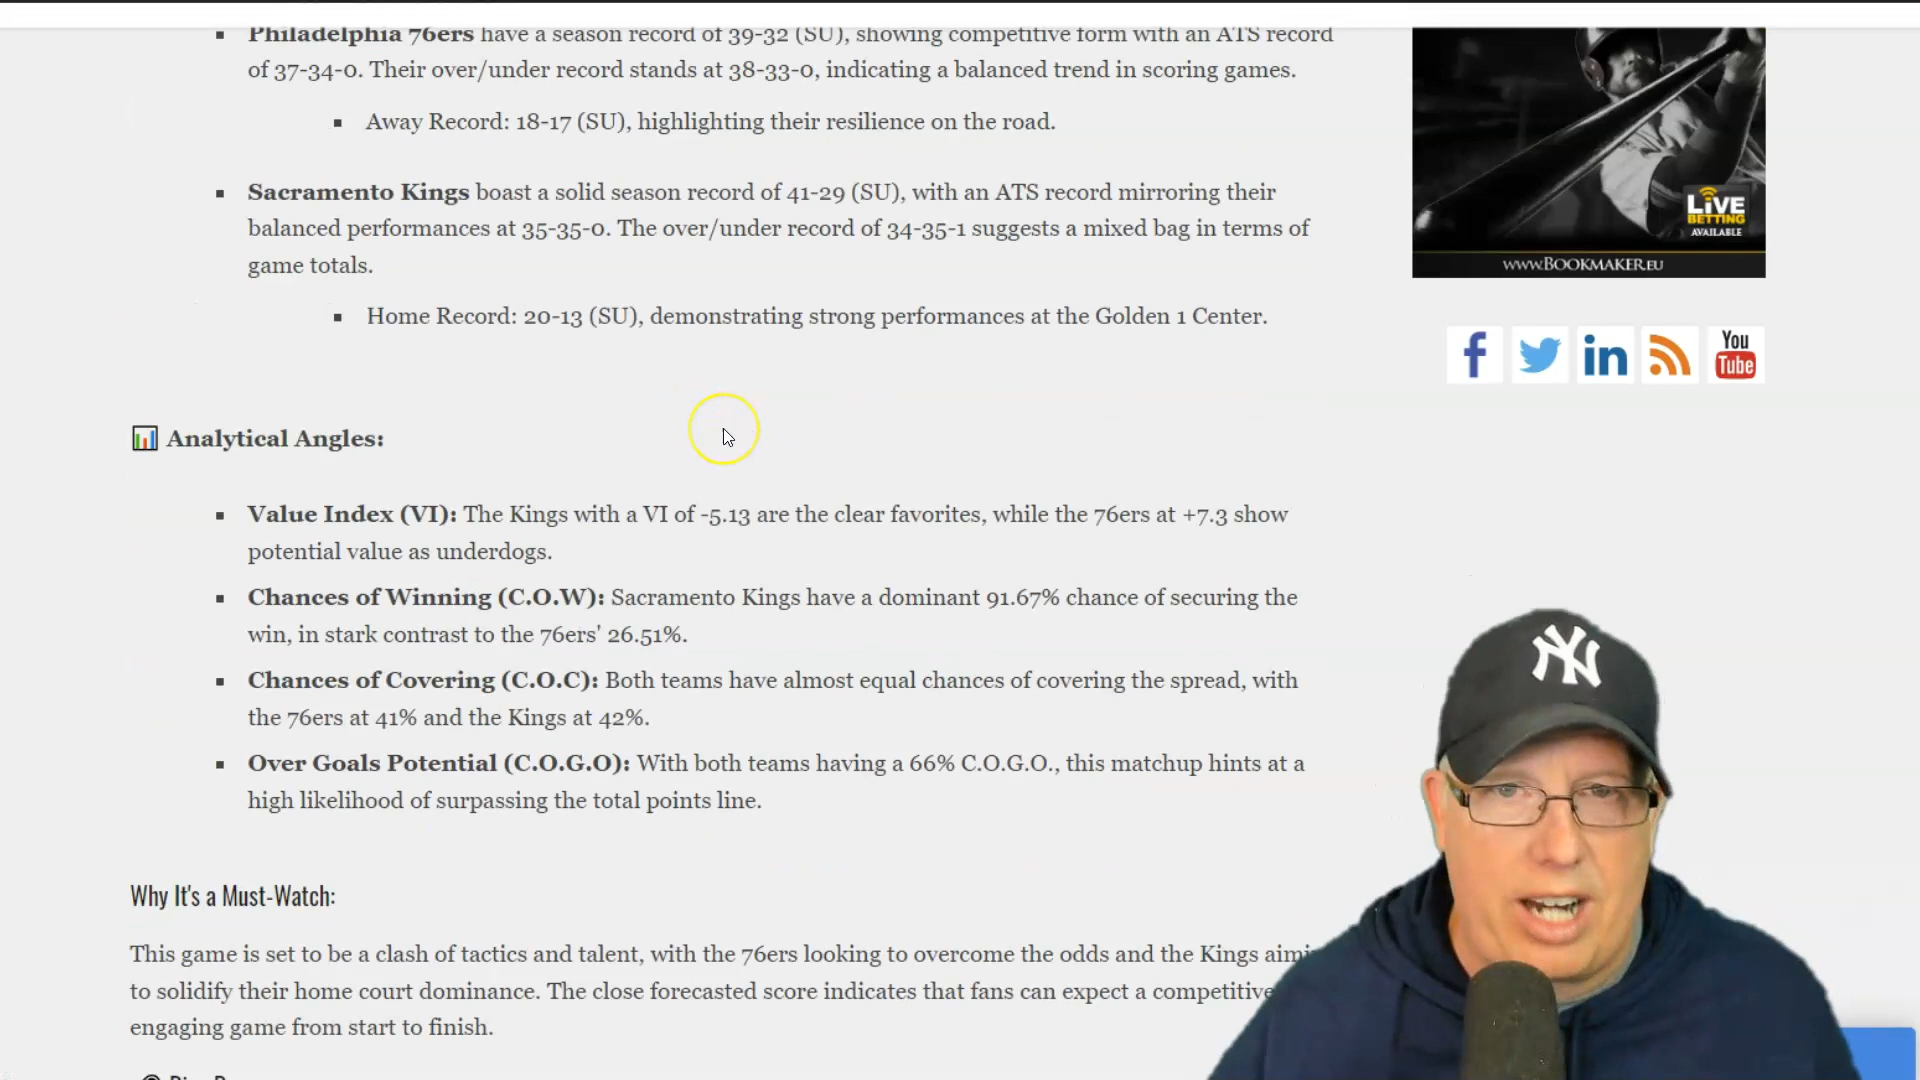 Philadelphia 76ers have a season record of 39-32 (SU), showing competitive form with an ATS record
of 37-34-0. Their over/under record stands at 38-33-0, indicating a balanced trend in scoring games.
Away Record: 18-17 (SU), highlighting their resilience on the road.
Sacramento Kings boast a solid season record of 41-29 (SU), with an ATS record mirroring their
balanced performances at 35-35-0. The over/under record of 34-35-1 suggests a mixed bag in terms of
game totals.
Home Record: 20-13 (SU), demonstrating strong performances at the Golden 1 Center.
LIVE
BETTING
AVAILABLE
www.BOOKMAKER.EU
f
in
You
Tube
Analytical Angles:
Value Index (VI): The Kings with a VI of -5.13 are the clear favorites, while the 76ers at +7.3 show
potential value as underdogs.
Chances of Winning (C.O.W): Sacramento Kings have a dominant 91.67% chance of securing the
win, in stark contrast to the 76ers' 26.51%.
Chances of Covering (C.O.C): Both teams have almost equal chances of covering the spread, with
the 76ers at 41% and the Kings at 42%.
Over Goals Potential (C.O.G.O): With both teams having a 66% C.O.G.O., this matchup hints at a
high likelihood of surpassing the total points line.
NY
Why It's a Must-Watch:
This game is set to be a clash of tactics and talent, with the 76ers looking to overcome the odds and the Kings
to solidify their home court dominance. The close forecasted score indicates that fans can expect a competitive
engaging game from start to finish.